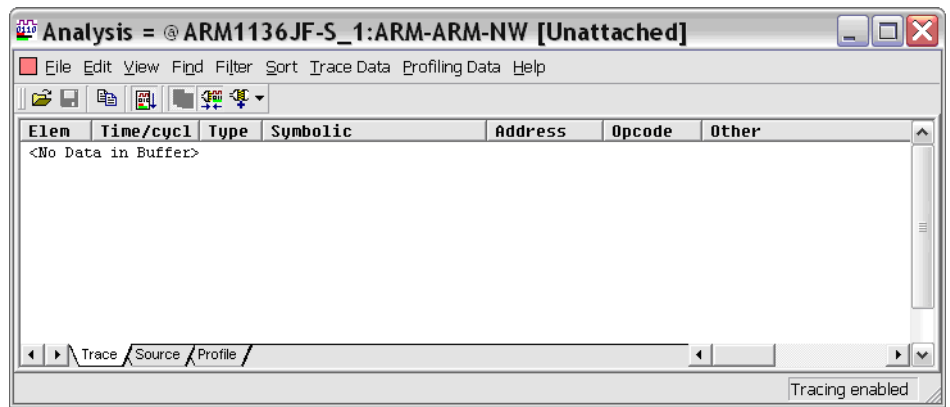 Analysis = @ARM1136JF-S_1:ARM-ARM-NW [Unattached]
File Edit View Find Filter Sort Trace Data Profiling Data Help
Elem Time/cycl Type Symbolic Address Opcode Other
<No Data in Buffer>
Trace Source Profile
Tracing enabled